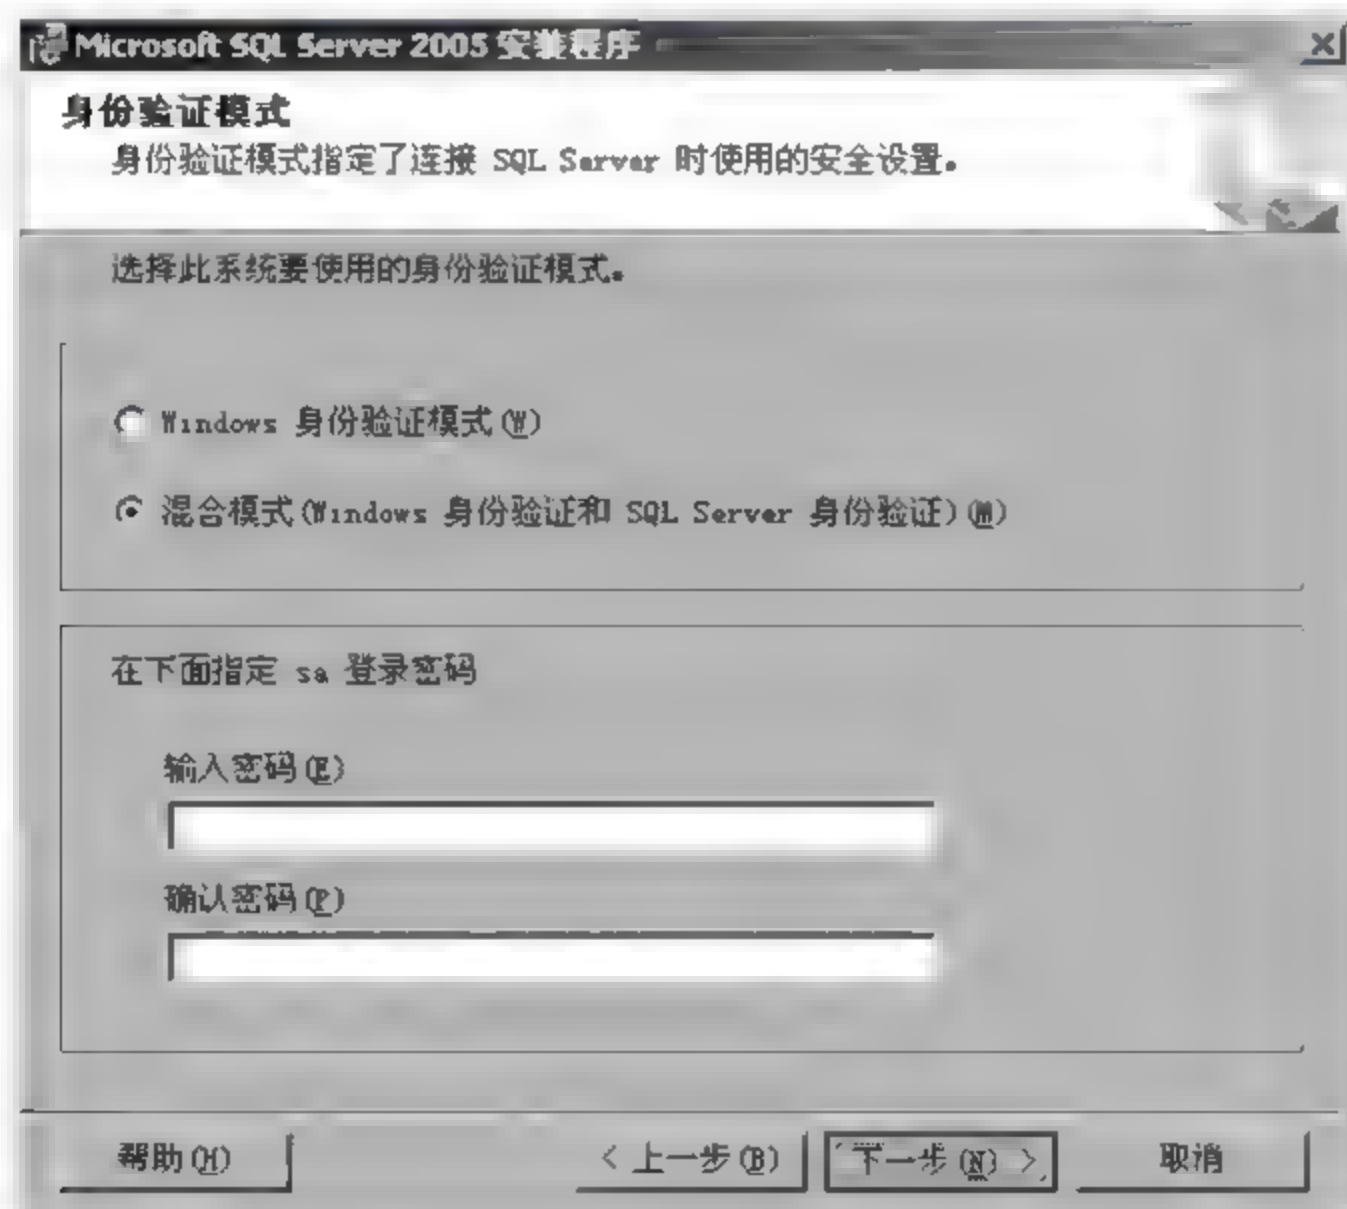 Microsoft SQL Server 2005 安装程序
身份验证模式
身份验证模式指定了连接 SQL Server 时使用的安全设置。
选择此系统要使用的身份验证模式。
Windows 身份验证模式(W)
混合模式(Windows 身份验证和 SQL Server 身份验证)(M)
在下面指定 sa 登录密码
输入密码(E)
确认密码(P)
帮助(H)
< 上一步(B)
下一步(N) >
取消